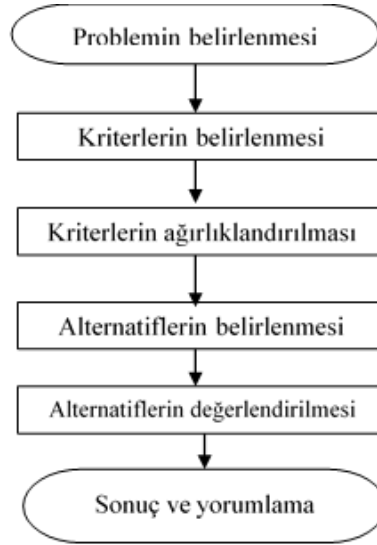 Problemin belirlenmesi
Kriterlerin belirlenmesi
Kriterlerin ağırlıklandırılması
Alternatiflerin belirlenmesi
Alternatiflerin değerlendirilmesi
Sonuç ve yorumlama